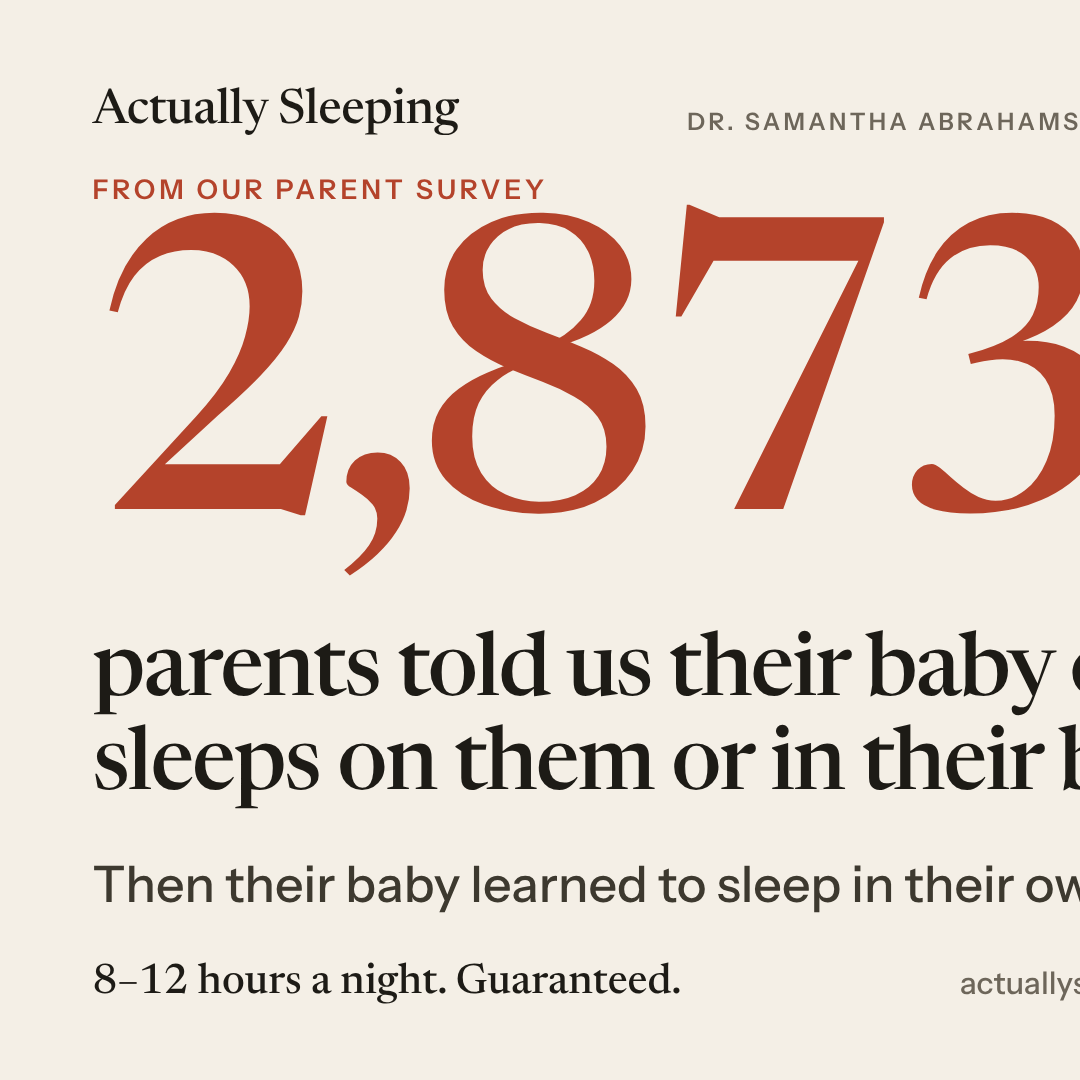 Actually Sleeping
DR. SAMANTHA ABRAHAMS
FROM OUR PARENT SURVEY
2,873
parents told us their baby
sleeps on them or in their
Then their baby learned to sleep in their
8–12 hours a night. Guaranteed.